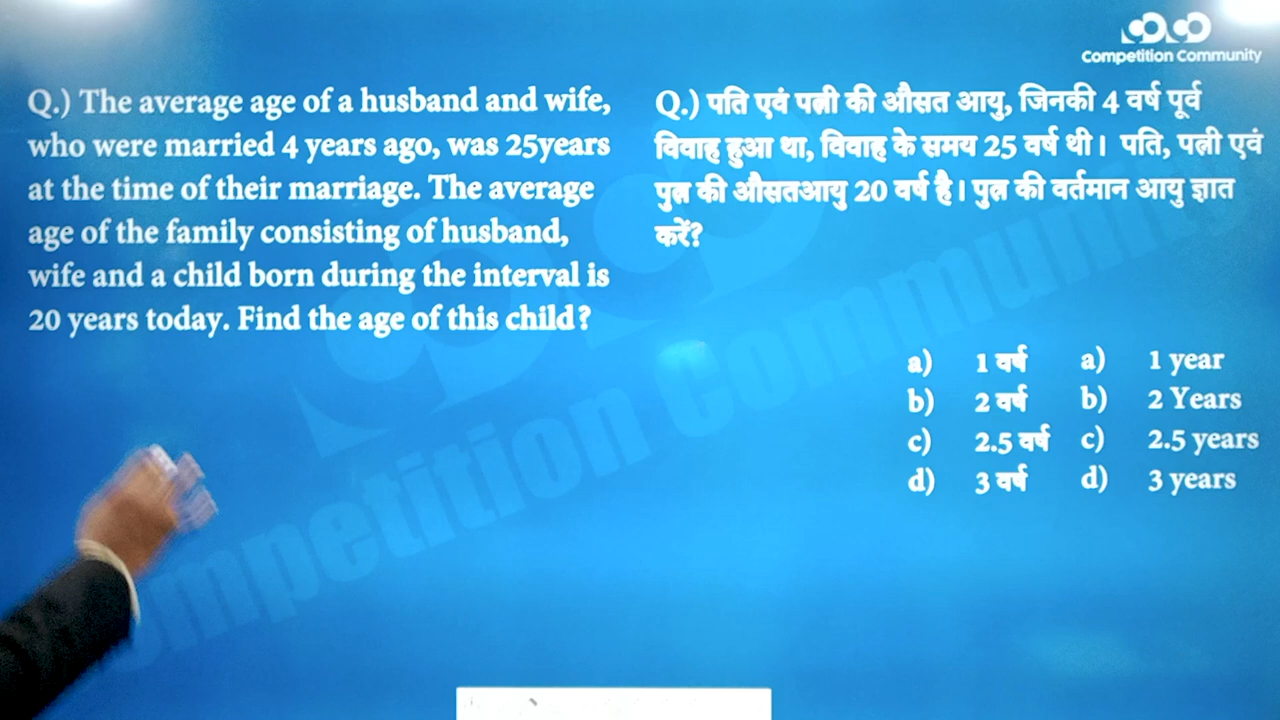 Competition Community
Q.) The average age of a husband and wife,
who were married 4 years ago, was 25years
at the time of their marriage. The average
age of the family consisting of husband,
wife and a child born during the interval is
20 years today. Find the age of this child?
Q.) पति एवं पत्नी की औसत आयु, जिनकी 4 वर्ष पूर्व
विवाह हुआ था, विवाह के समय 25 वर्ष थी। पति, पत्नी एवं
पुत्र की औसतआयु 20 वर्ष है। पुत्र की वर्तमान आयु ज्ञात
करें?
a) 1 वर्ष a) 1 year
b) 2 वर्ष b) 2 Years
c) 2.5 वर्ष c) 2.5 years
d) 3 वर्ष d) 3 years
Competition Community